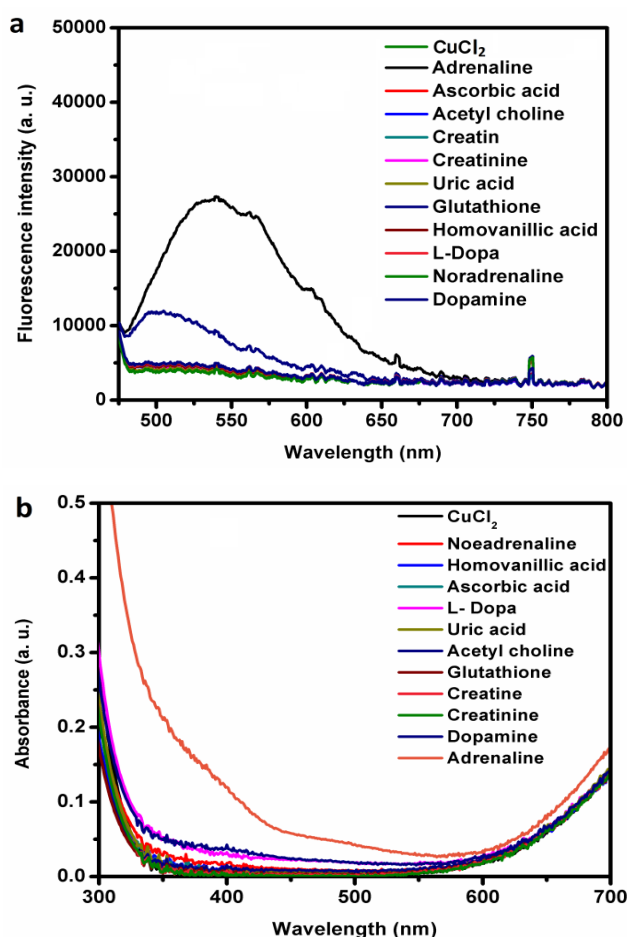 a
50000
40000
30000
20000
10000
0
Fluorescence intensity (a. u.)
CuCl₂
Adrenaline
Ascorbic acid
Acetyl choline
Creatin
Creatinine
Uric acid
Glutathione
Homovanillic acid
L-Dopa
Noradrenaline
Dopamine
500 550 600 650 700 750 800
Wavelength (nm)
b
0.5
0.4
0.3
0.2
0.1
0.0
Absorbance (a. u.)
CuCl₂
Noeadrenaline
Homovanillic acid
Ascorbic acid
L- Dopa
Uric acid
Acetyl choline
Glutathione
Creatine
Creatinine
Dopamine
Adrenaline
300 400 500 600 700
Wavelength (nm)